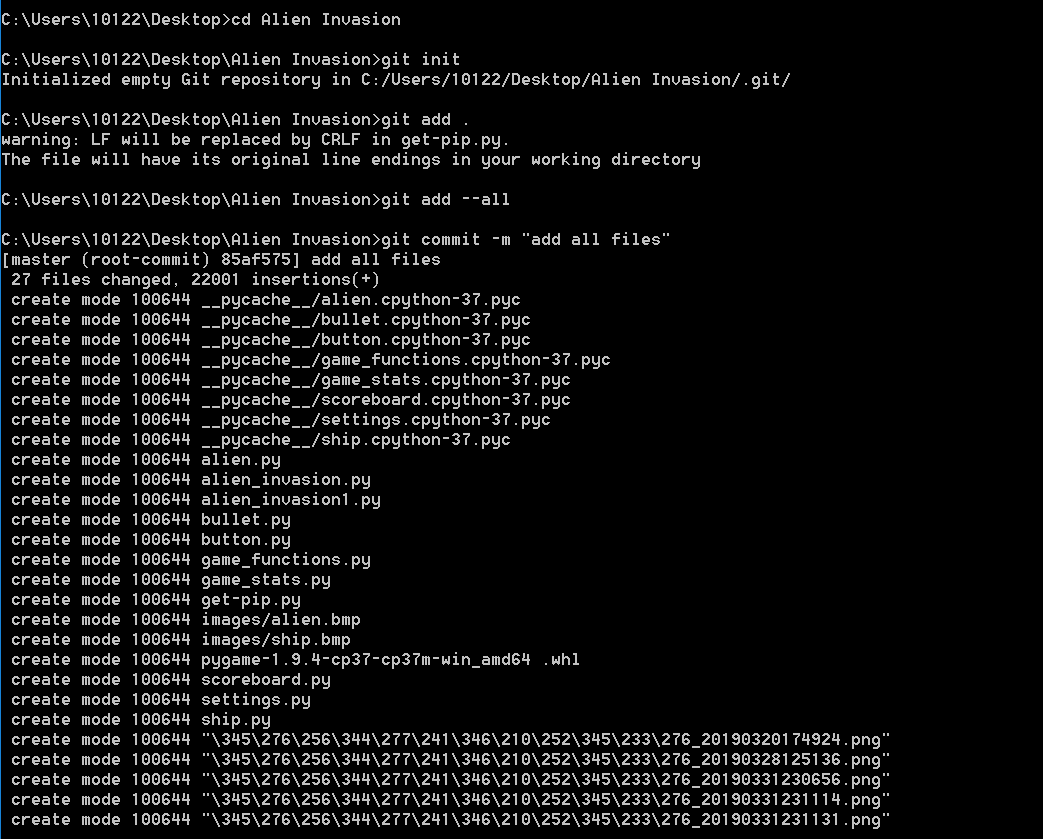 C:\Users\10122\Desktop>cd Alien Invasion
C:\Users\10122\Desktop\Alien Invasion>git init
Initialized empty Git repository in C:/Users/10122/Desktop/Alien Invasion/.git/
C:\Users\10122\Desktop\Alien Invasion>git add .
warning: LF will be replaced by CRLF in get-pip.py.
The file will have its original line endings in your working directory
C:\Users\10122\Desktop\Alien Invasion>git add --all
C:\Users\10122\Desktop\Alien Invasion>git commit -m "add all files"
[master (root-commit) 85af575] add all files
 27 files changed, 22001 insertions(+)
 create mode 100644 __pycache__/alien.cpython-37.pyc
 create mode 100644 __pycache__/bullet.cpython-37.pyc
 create mode 100644 __pycache__/button.cpython-37.pyc
 create mode 100644 __pycache__/game_functions.cpython-37.pyc
 create mode 100644 __pycache__/game_stats.cpython-37.pyc
 create mode 100644 __pycache__/scoreboard.cpython-37.pyc
 create mode 100644 __pycache__/settings.cpython-37.pyc
 create mode 100644 __pycache__/ship.cpython-37.pyc
 create mode 100644 alien.py
 create mode 100644 alien_invasion.py
 create mode 100644 alien_invasion1.py
 create mode 100644 bullet.py
 create mode 100644 button.py
 create mode 100644 game_functions.py
 create mode 100644 game_stats.py
 create mode 100644 get-pip.py
 create mode 100644 images/alien.bmp
 create mode 100644 images/ship.bmp
 create mode 100644 pygame-1.9.4-cp37-cp37m-win_amd64 .whl
 create mode 100644 scoreboard.py
 create mode 100644 settings.py
 create mode 100644 ship.py
 create mode 100644 "\345\276\256\344\277\241\346\210\252\345\233\276_20190320174924.png"
 create mode 100644 "\345\276\256\344\277\241\346\210\252\345\233\276_20190328125136.png"
 create mode 100644 "\345\276\256\344\277\241\346\210\252\345\233\276_20190331230656.png"
 create mode 100644 "\345\276\256\344\277\241\346\210\252\345\233\276_20190331231114.png"
 create mode 100644 "\345\276\256\344\277\241\346\210\252\345\233\276_20190331231131.png"